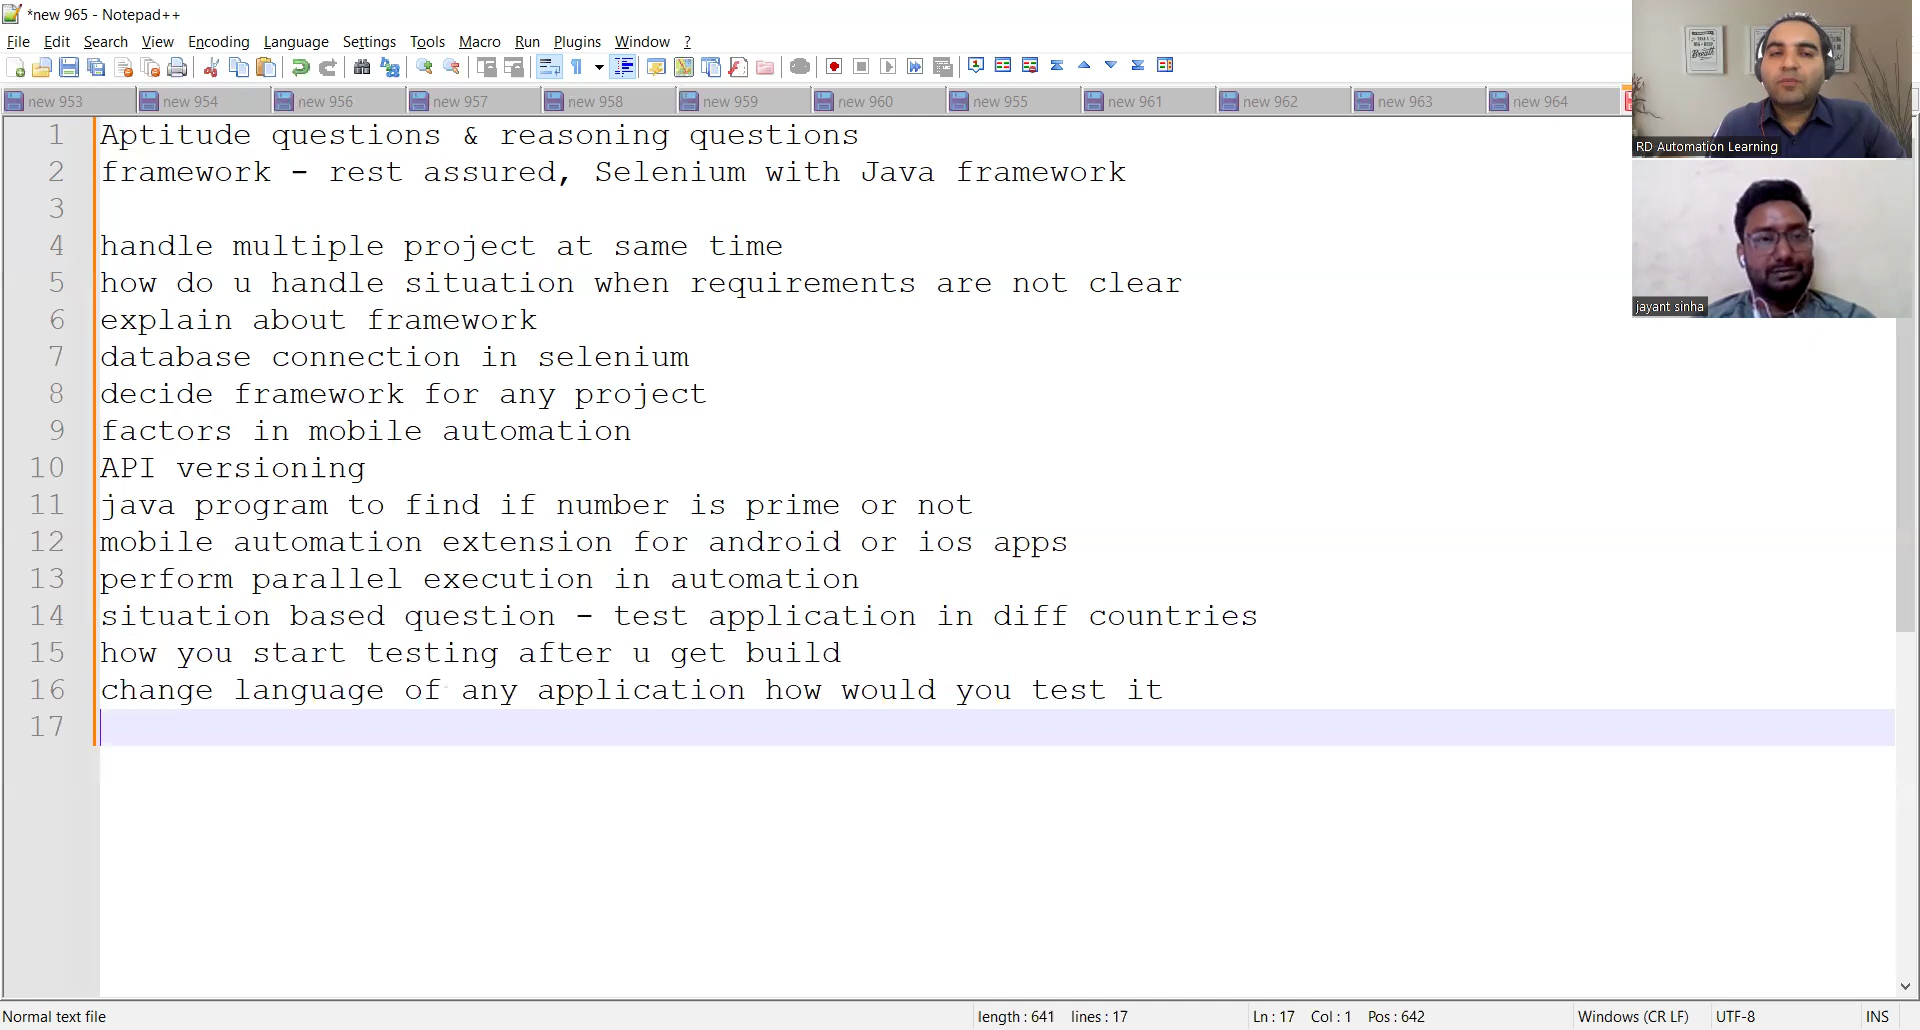 *new 965 - Notepad++
File Edit Search View Encoding Language Settings Tools Macro Run Plugins Window ?
new 953 new 954 new 956 new 957 new 958 new 959 new 960 new 955 new 961 new 962 new 963 new 964
1 Aptitude questions & reasoning questions
2 framework - rest assured, Selenium with Java framework
3
4 handle multiple project at same time
5 how do u handle situation when requirements are not clear
6 explain about framework
7 database connection in selenium
8 decide framework for any project
9 factors in mobile automation
10 API versioning
11 java program to find if number is prime or not
12 mobile automation extension for android or ios apps
13 perform parallel execution in automation
14 situation based question - test application in diff countries
15 how you start testing after u get build
16 change language of any application how would you test it
17
RD Automation Learning
jayant sinha
Normal text file length : 641 lines : 17 Ln : 17 Col : 1 Pos : 642 Windows (CR LF) UTF-8 INS